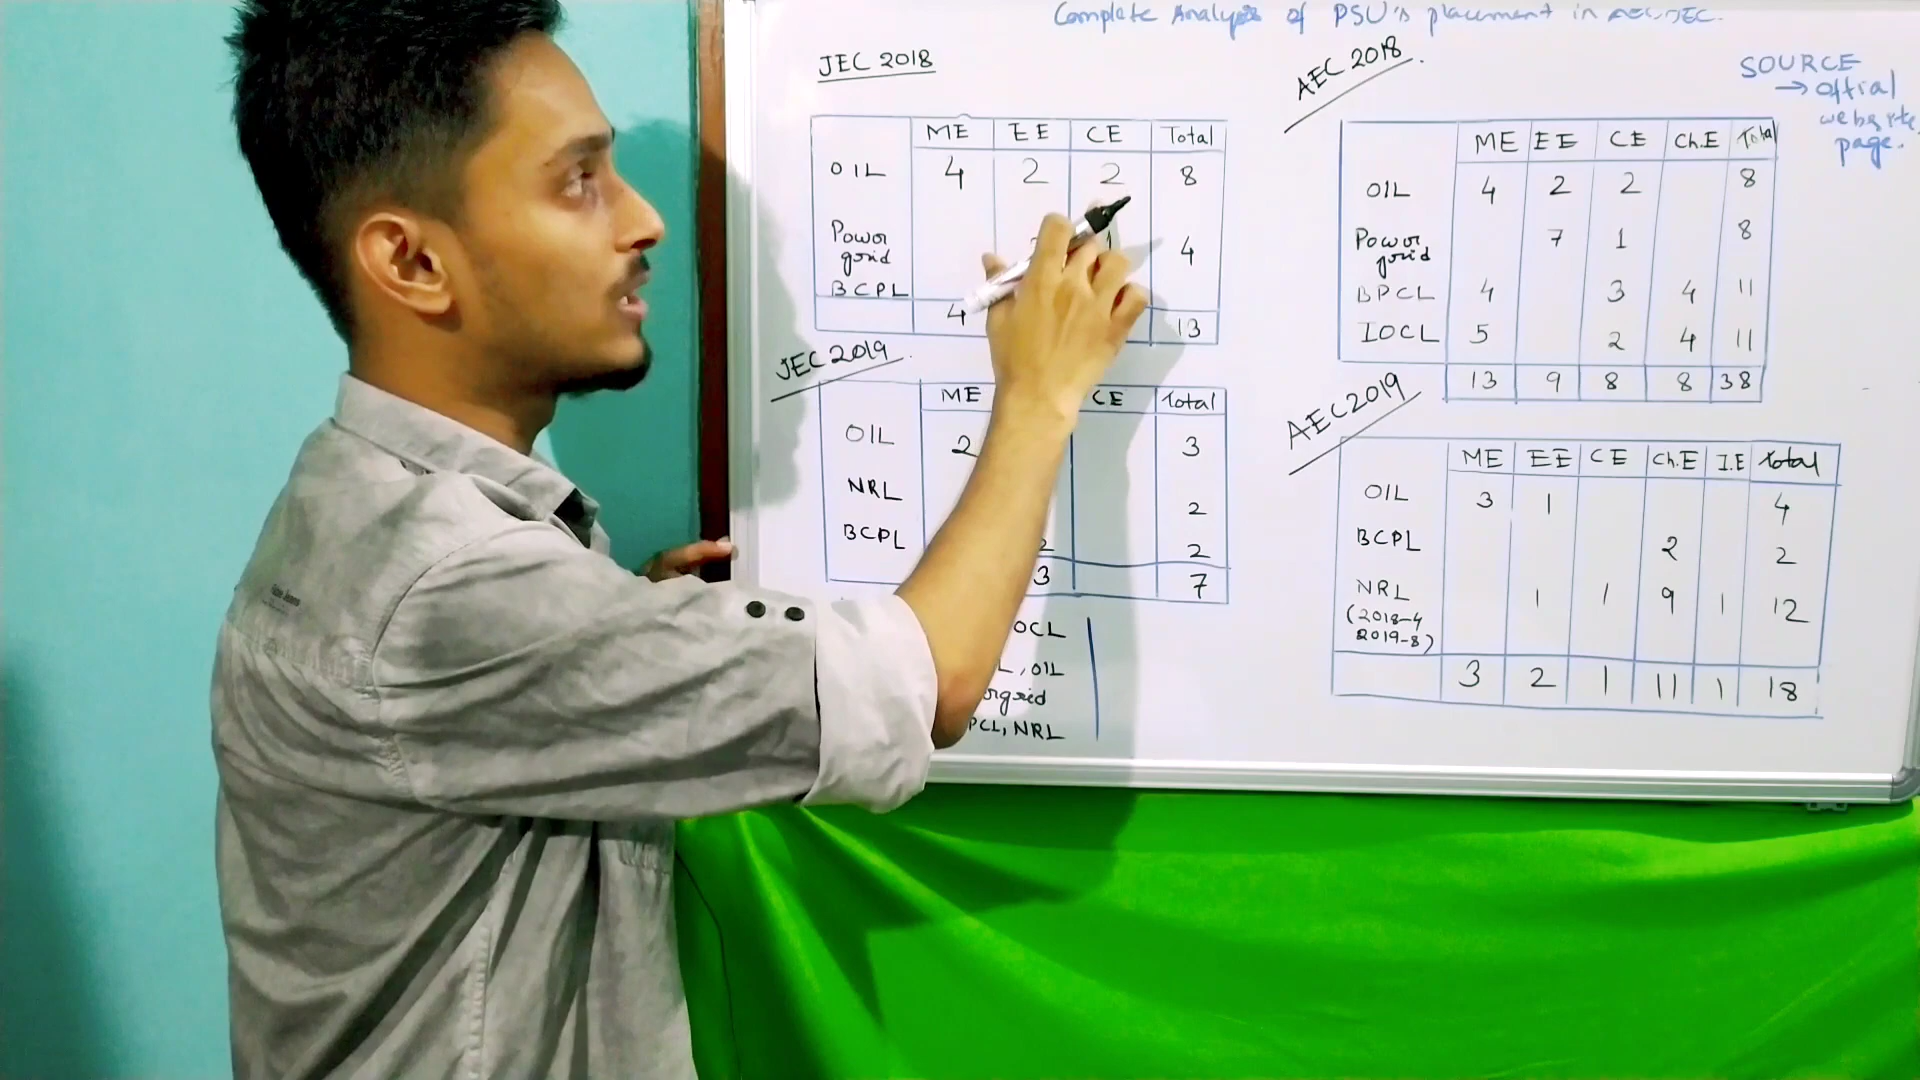 Complete Analysis of PSU's placement in AEC, JEC.
JEC 2018
ME EE CE Total
OIL 4 2 2 8
Power grid 1 4
BCPL
4 13
JEC 2019
ME CE Total
OIL 2 3
NRL 2
BCPL 2 2
3 7
OCL
L, OIL
orgrid
PCL, NRL
AEC 2018
SOURCE
→ offial
website
page.
ME EE CE Ch.E Total
OIL 4 2 2 8
Power grid 7 1 8
BPCL 4 3 4 11
IOCL 5 2 4 11
13 9 8 8 38
AEC 2019
ME EE CE Ch.E I.E Total
OIL 3 1 4
BCPL 2 2
NRL 1 1 9 1 12
(2018-4
2019-8)
3 2 1 11 1 18